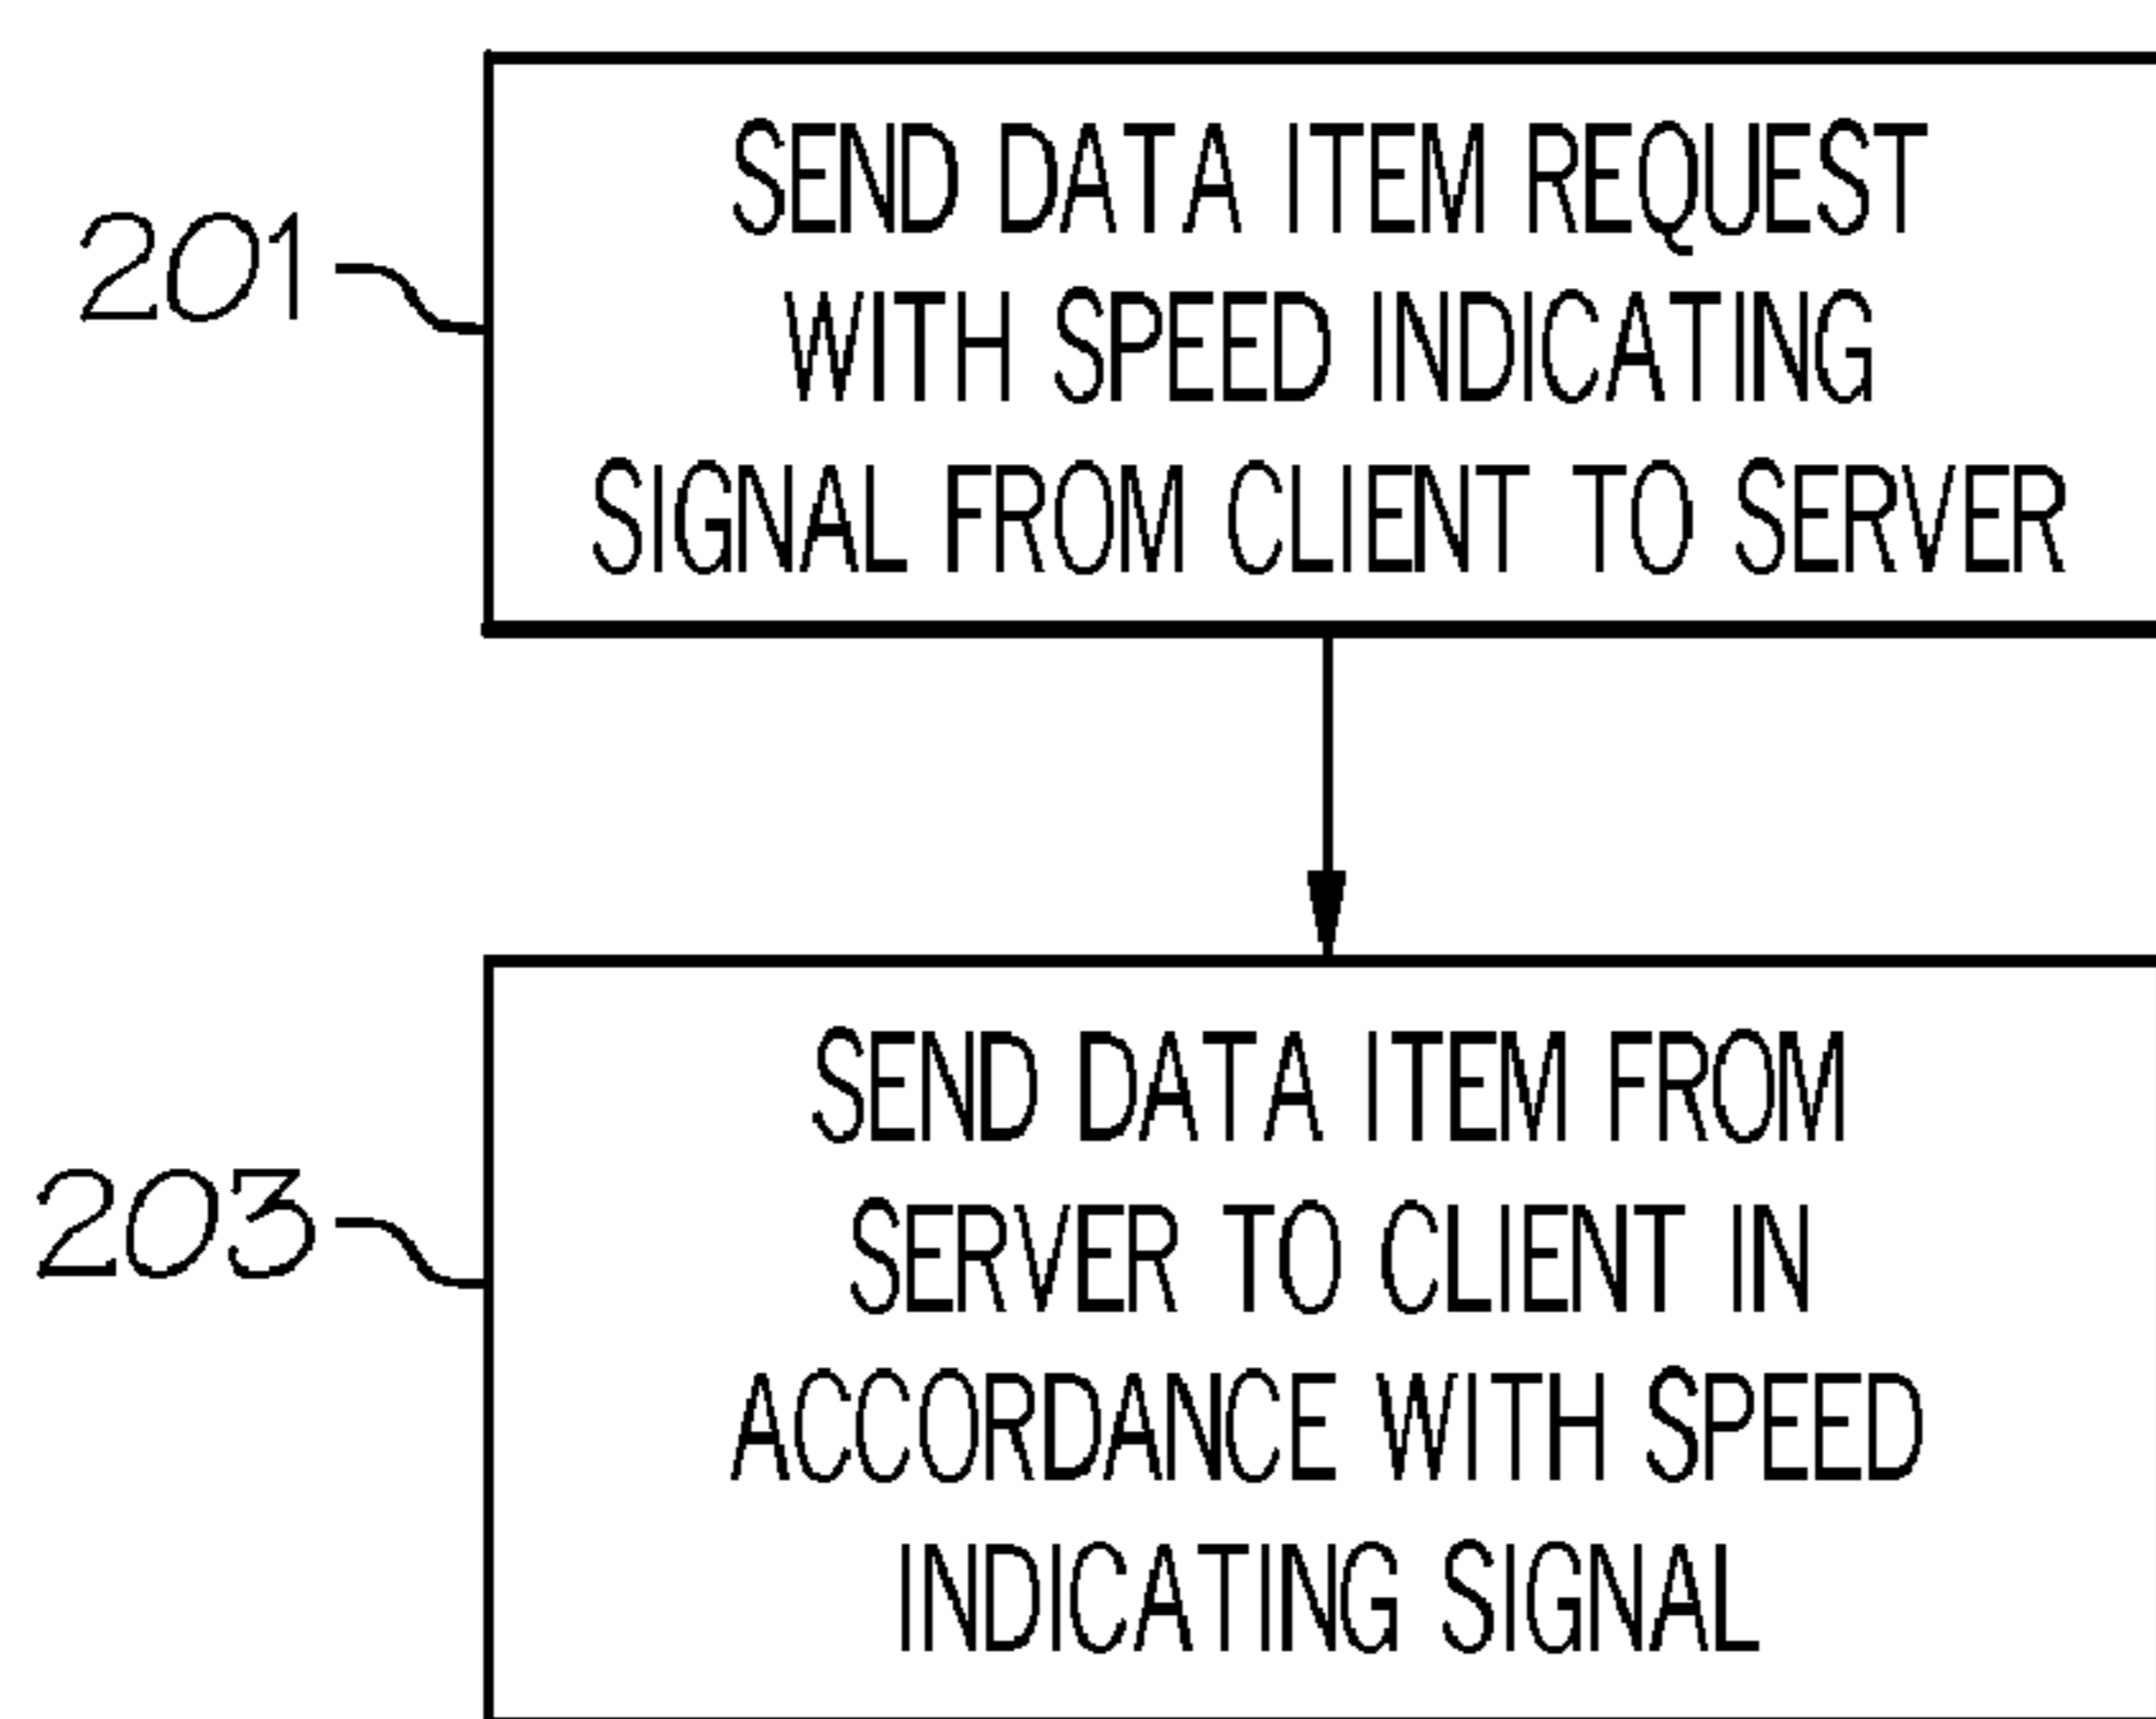 SEND DATA ITEM REQUEST
201
WITH SPEED INDICATING
SIGNAL FROM CLIENT TO SERVER
SEND DATA ITEM FROM
203
SERVER TO CLIENT IN
ACCORDANCE WITH SPEED
INDICATING SIGNAL